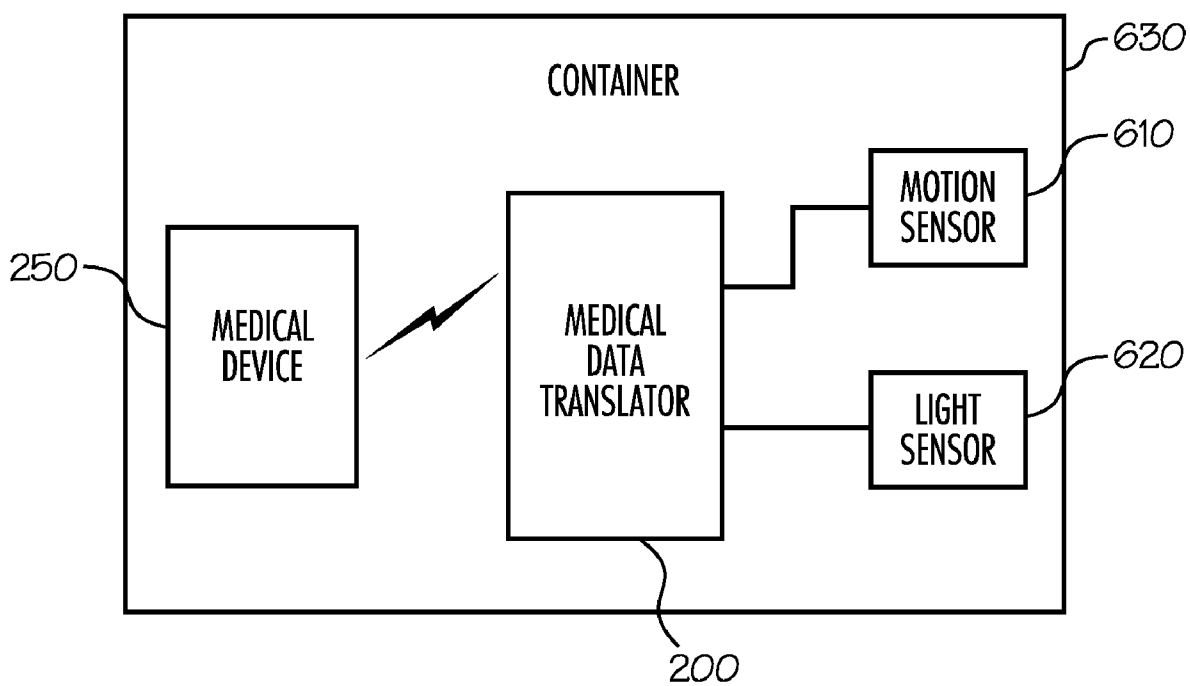 630
CONTAINER
610
MOTION
SENSOR
250
MEDICAL
DEVICE
MEDICAL
DATA
TRANSLATOR
620
LIGHT
SENSOR
200